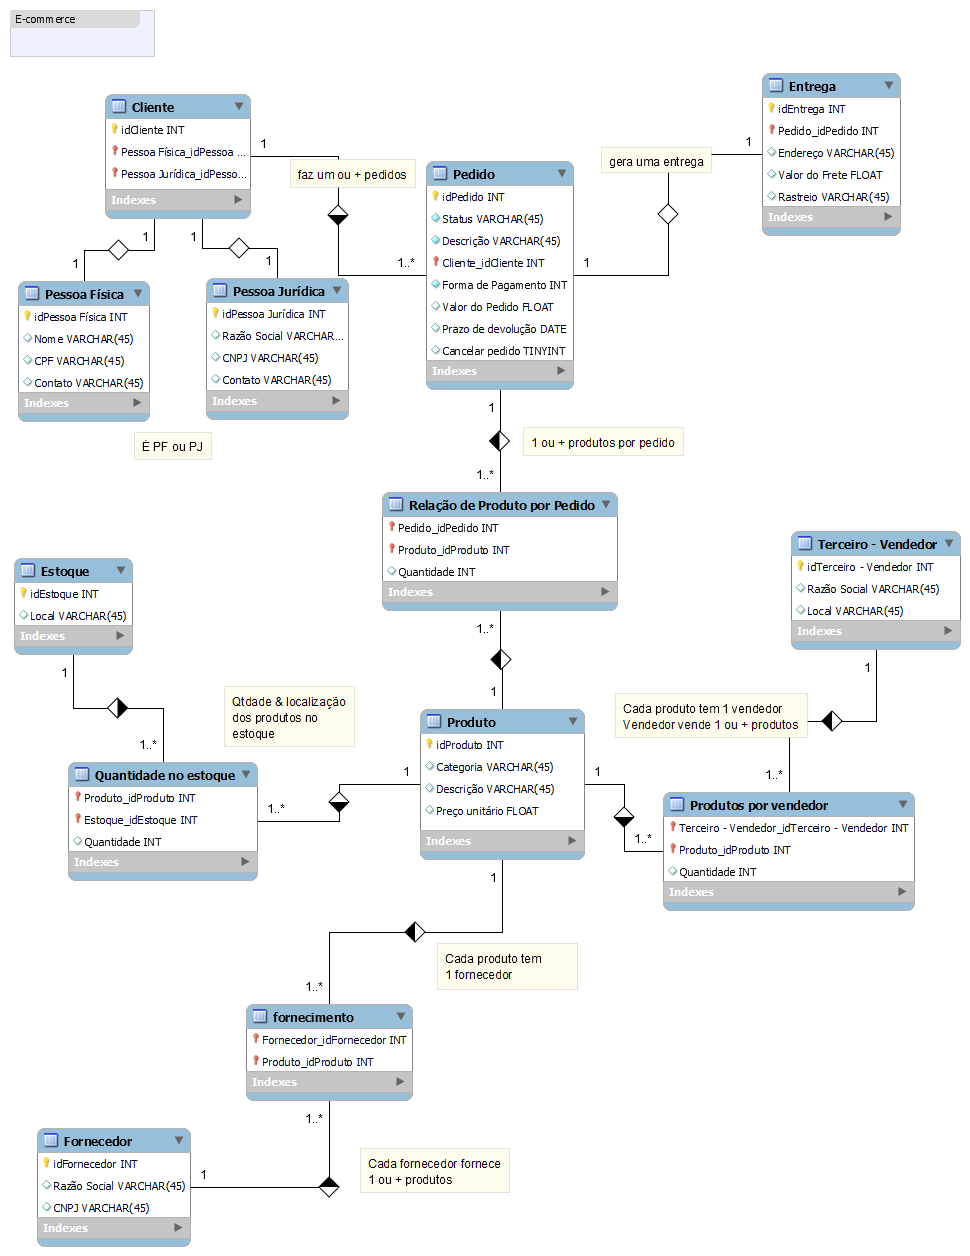 E-commerce
Cliente
idCliente INT
Pessoa Física_idPessoa ...
Pessoa Jurídica_idPesso...
Indexes
1
faz um ou + pedidos
1..*
Pedido
idPedido INT
Status VARCHAR(45)
Descrição VARCHAR(45)
Cliente_idCliente INT
Forma de Pagamento INT
Valor do Pedido FLOAT
Prazo de devolução DATE
Cancelar pedido TINYINT
Indexes
1
gera uma entrega
1
Entrega
idEntrega INT
Pedido_idPedido INT
Endereço VARCHAR(45)
Valor do Frete FLOAT
Rastreio VARCHAR(45)
Indexes
1
1
1
1
Pessoa Física
idPessoa Física INT
Nome VARCHAR(45)
CPF VARCHAR(45)
Contato VARCHAR(45)
Indexes
Pessoa Jurídica
idPessoa Jurídica INT
Razão Social VARCHAR...
CNPJ VARCHAR(45)
Contato VARCHAR(45)
Indexes
É PF ou PJ
1
1 ou + produtos por pedido
1..*
Relação de Produto por Pedido
Pedido_idPedido INT
Produto_idProduto INT
Quantidade INT
Indexes
1..*
1
Terceiro - Vendedor
idTerceiro - Vendedor INT
Razão Social VARCHAR(45)
Local VARCHAR(45)
Indexes
1
Estoque
idEstoque INT
Local VARCHAR(45)
Indexes
1
1..*
Qtdade & localização
dos produtos no
estoque
Cada produto tem 1 vendedor
Vendedor vende 1 ou + produtos
1..*
Produto
idProduto INT
Categoria VARCHAR(45)
Descrição VARCHAR(45)
Preço unitário FLOAT
Indexes
Quantidade no estoque
Produto_idProduto INT
Estoque_idEstoque INT
Quantidade INT
Indexes
1..*
1
1
1..*
Produtos por vendedor
Terceiro - Vendedor_idTerceiro - Vendedor INT
Produto_idProduto INT
Quantidade INT
Indexes
1
Cada produto tem
1 fornecedor
1..*
fornecimento
Fornecedor_idFornecedor INT
Produto_idProduto INT
Indexes
1..*
Cada fornecedor fornece
1 ou + produtos
1
Fornecedor
idFornecedor INT
Razão Social VARCHAR(45)
CNPJ VARCHAR(45)
Indexes